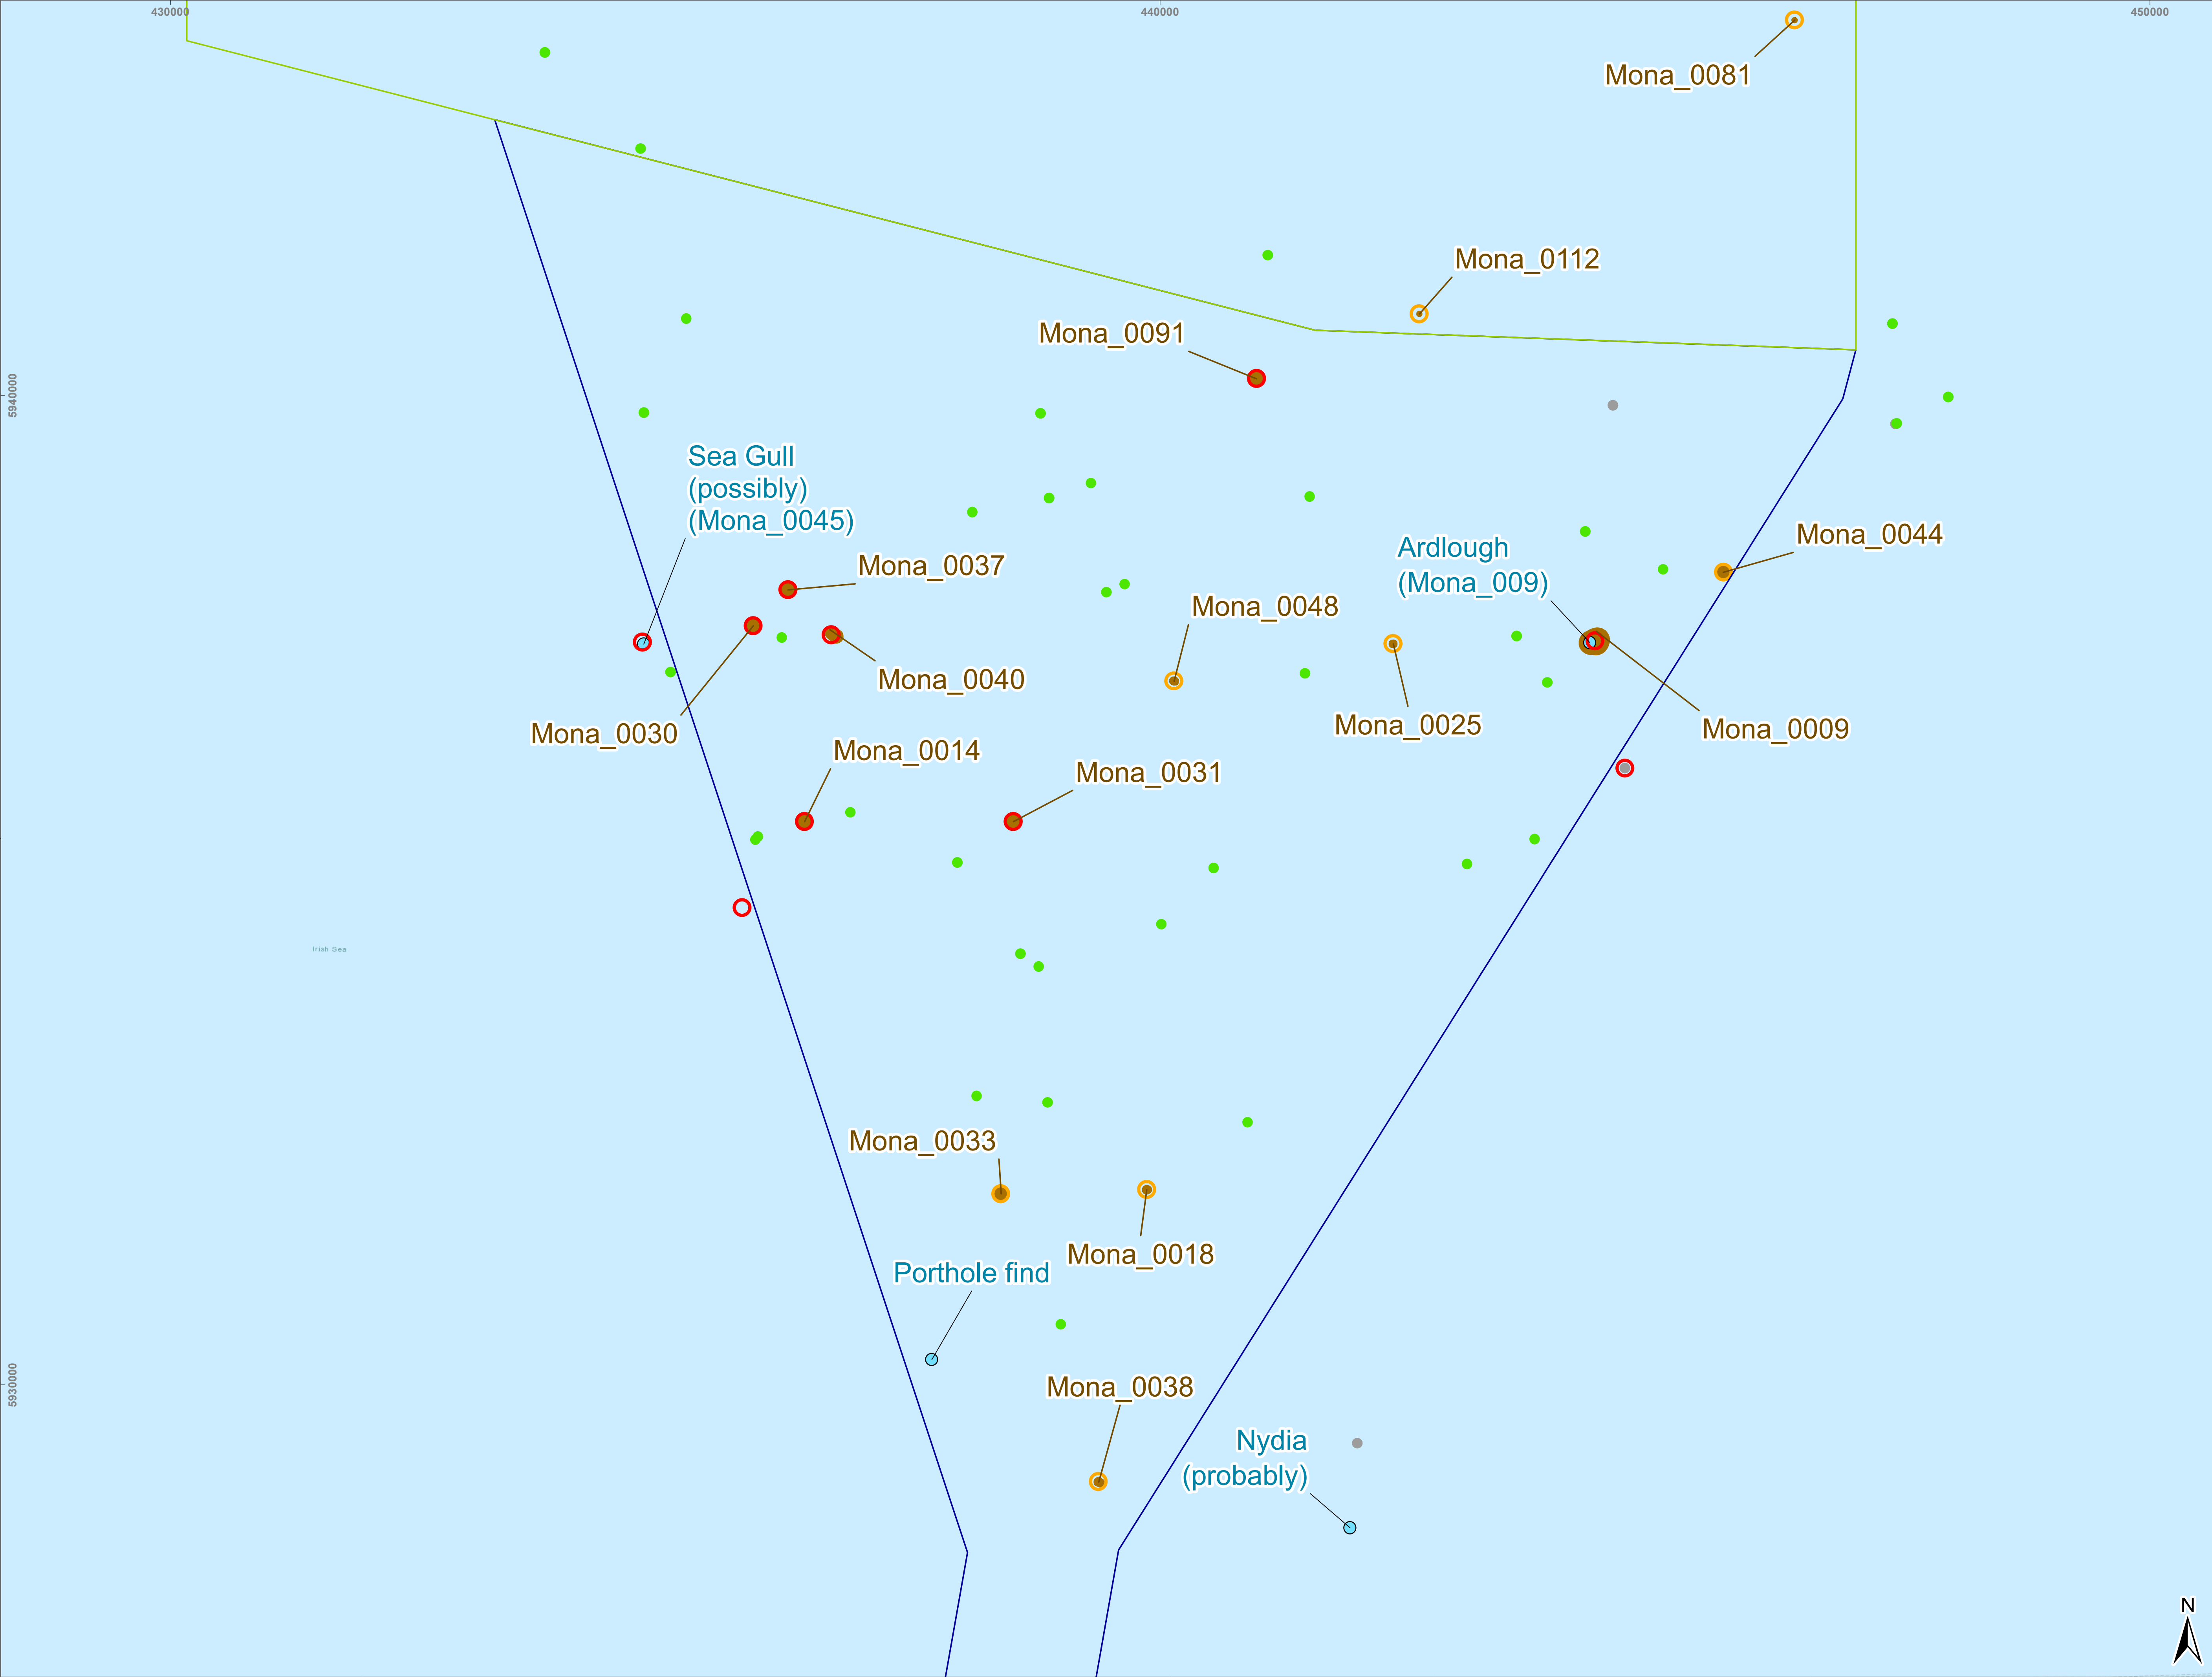 430000
440000
450000
Mona_0081
Mona_0112
Mona_0091
5940000
Sea Gull
(possibly)
(Mona_0045)
Mona_0044
Ardlough
(Mona_009)
Mona_0037
Mona_0048
Mona_0040
Mona_0025
Mona_0009
Mona_0030
Mona_0014
Mona_0031
Irish Sea
Mona_0033
Mona_0018
Porthole find
5930000
Mona_0038
Nydia
(probably)
N